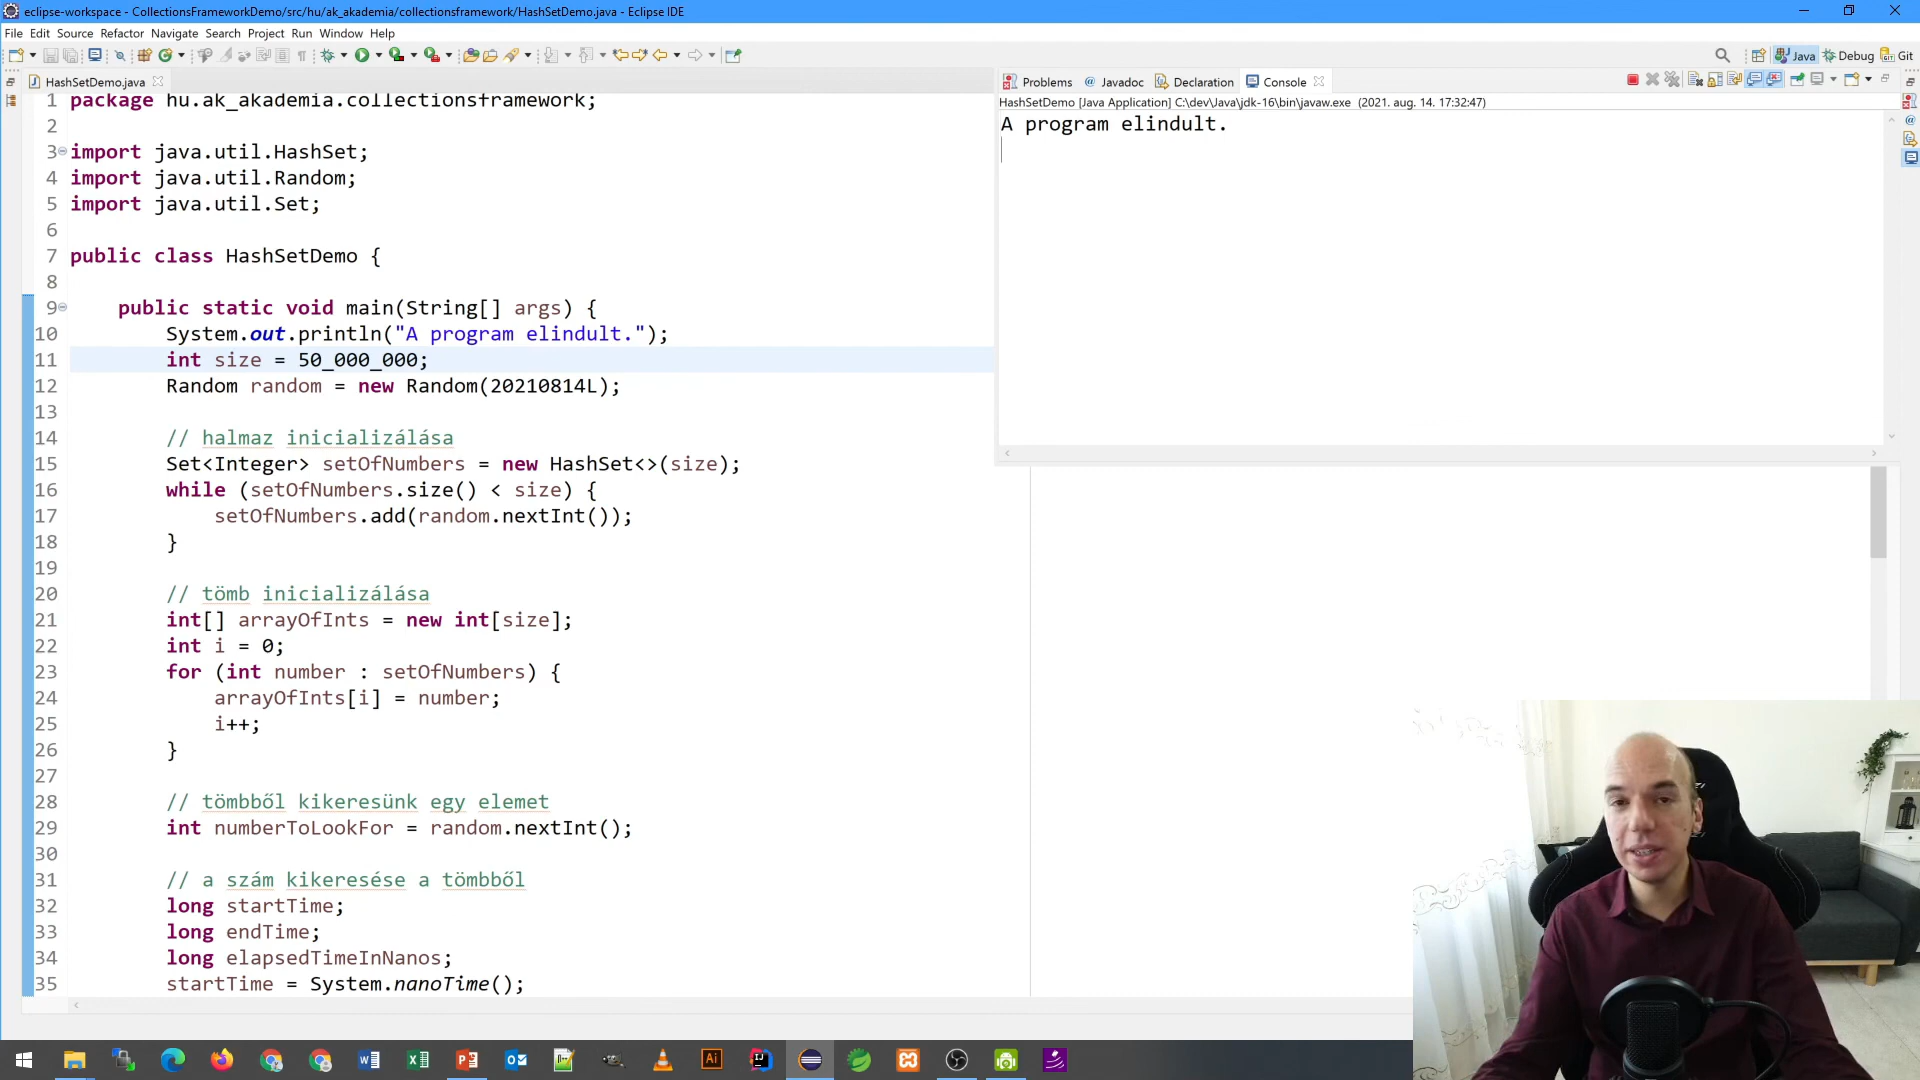 eclipse-workspace - CollectionsFrameworkDemo/src/hu/ak_akademia/collectionsframework/HashSetDemo.java - Eclipse IDE
File Edit Source Refactor Navigate Search Project Run Window Help
Java Debug Git
HashSetDemo.java
1 package hu.ak_akademia.collectionsframework;
2
3 import java.util.HashSet;
4 import java.util.Random;
5 import java.util.Set;
6
7 public class HashSetDemo {
8
9 public static void main(String[] args) {
10 System.out.println("A program elindult.");
11 int size = 50_000_000;
12 Random random = new Random(20210814L);
13
14 // halmaz inicializálása
15 Set<Integer> setOfNumbers = new HashSet<>(size);
16 while (setOfNumbers.size() < size) {
17 setOfNumbers.add(random.nextInt());
18 }
19
20 // tömb inicializálása
21 int[] arrayOfInts = new int[size];
22 int i = 0;
23 for (int number : setOfNumbers) {
24 arrayOfInts[i] = number;
25 i++;
26 }
27
28 // tömbből kikeresünk egy elemet
29 int numberToLookFor = random.nextInt();
30
31 // a szám kikeresése a tömbből
32 long startTime;
33 long endTime;
34 long elapsedTimeInNanos;
35 startTime = System.nanoTime();
Problems Javadoc Declaration Console
HashSetDemo [Java Application] C:\dev\Java\jdk-16\bin\javaw.exe (2021. aug. 14. 17:32:47)
A program elindult.